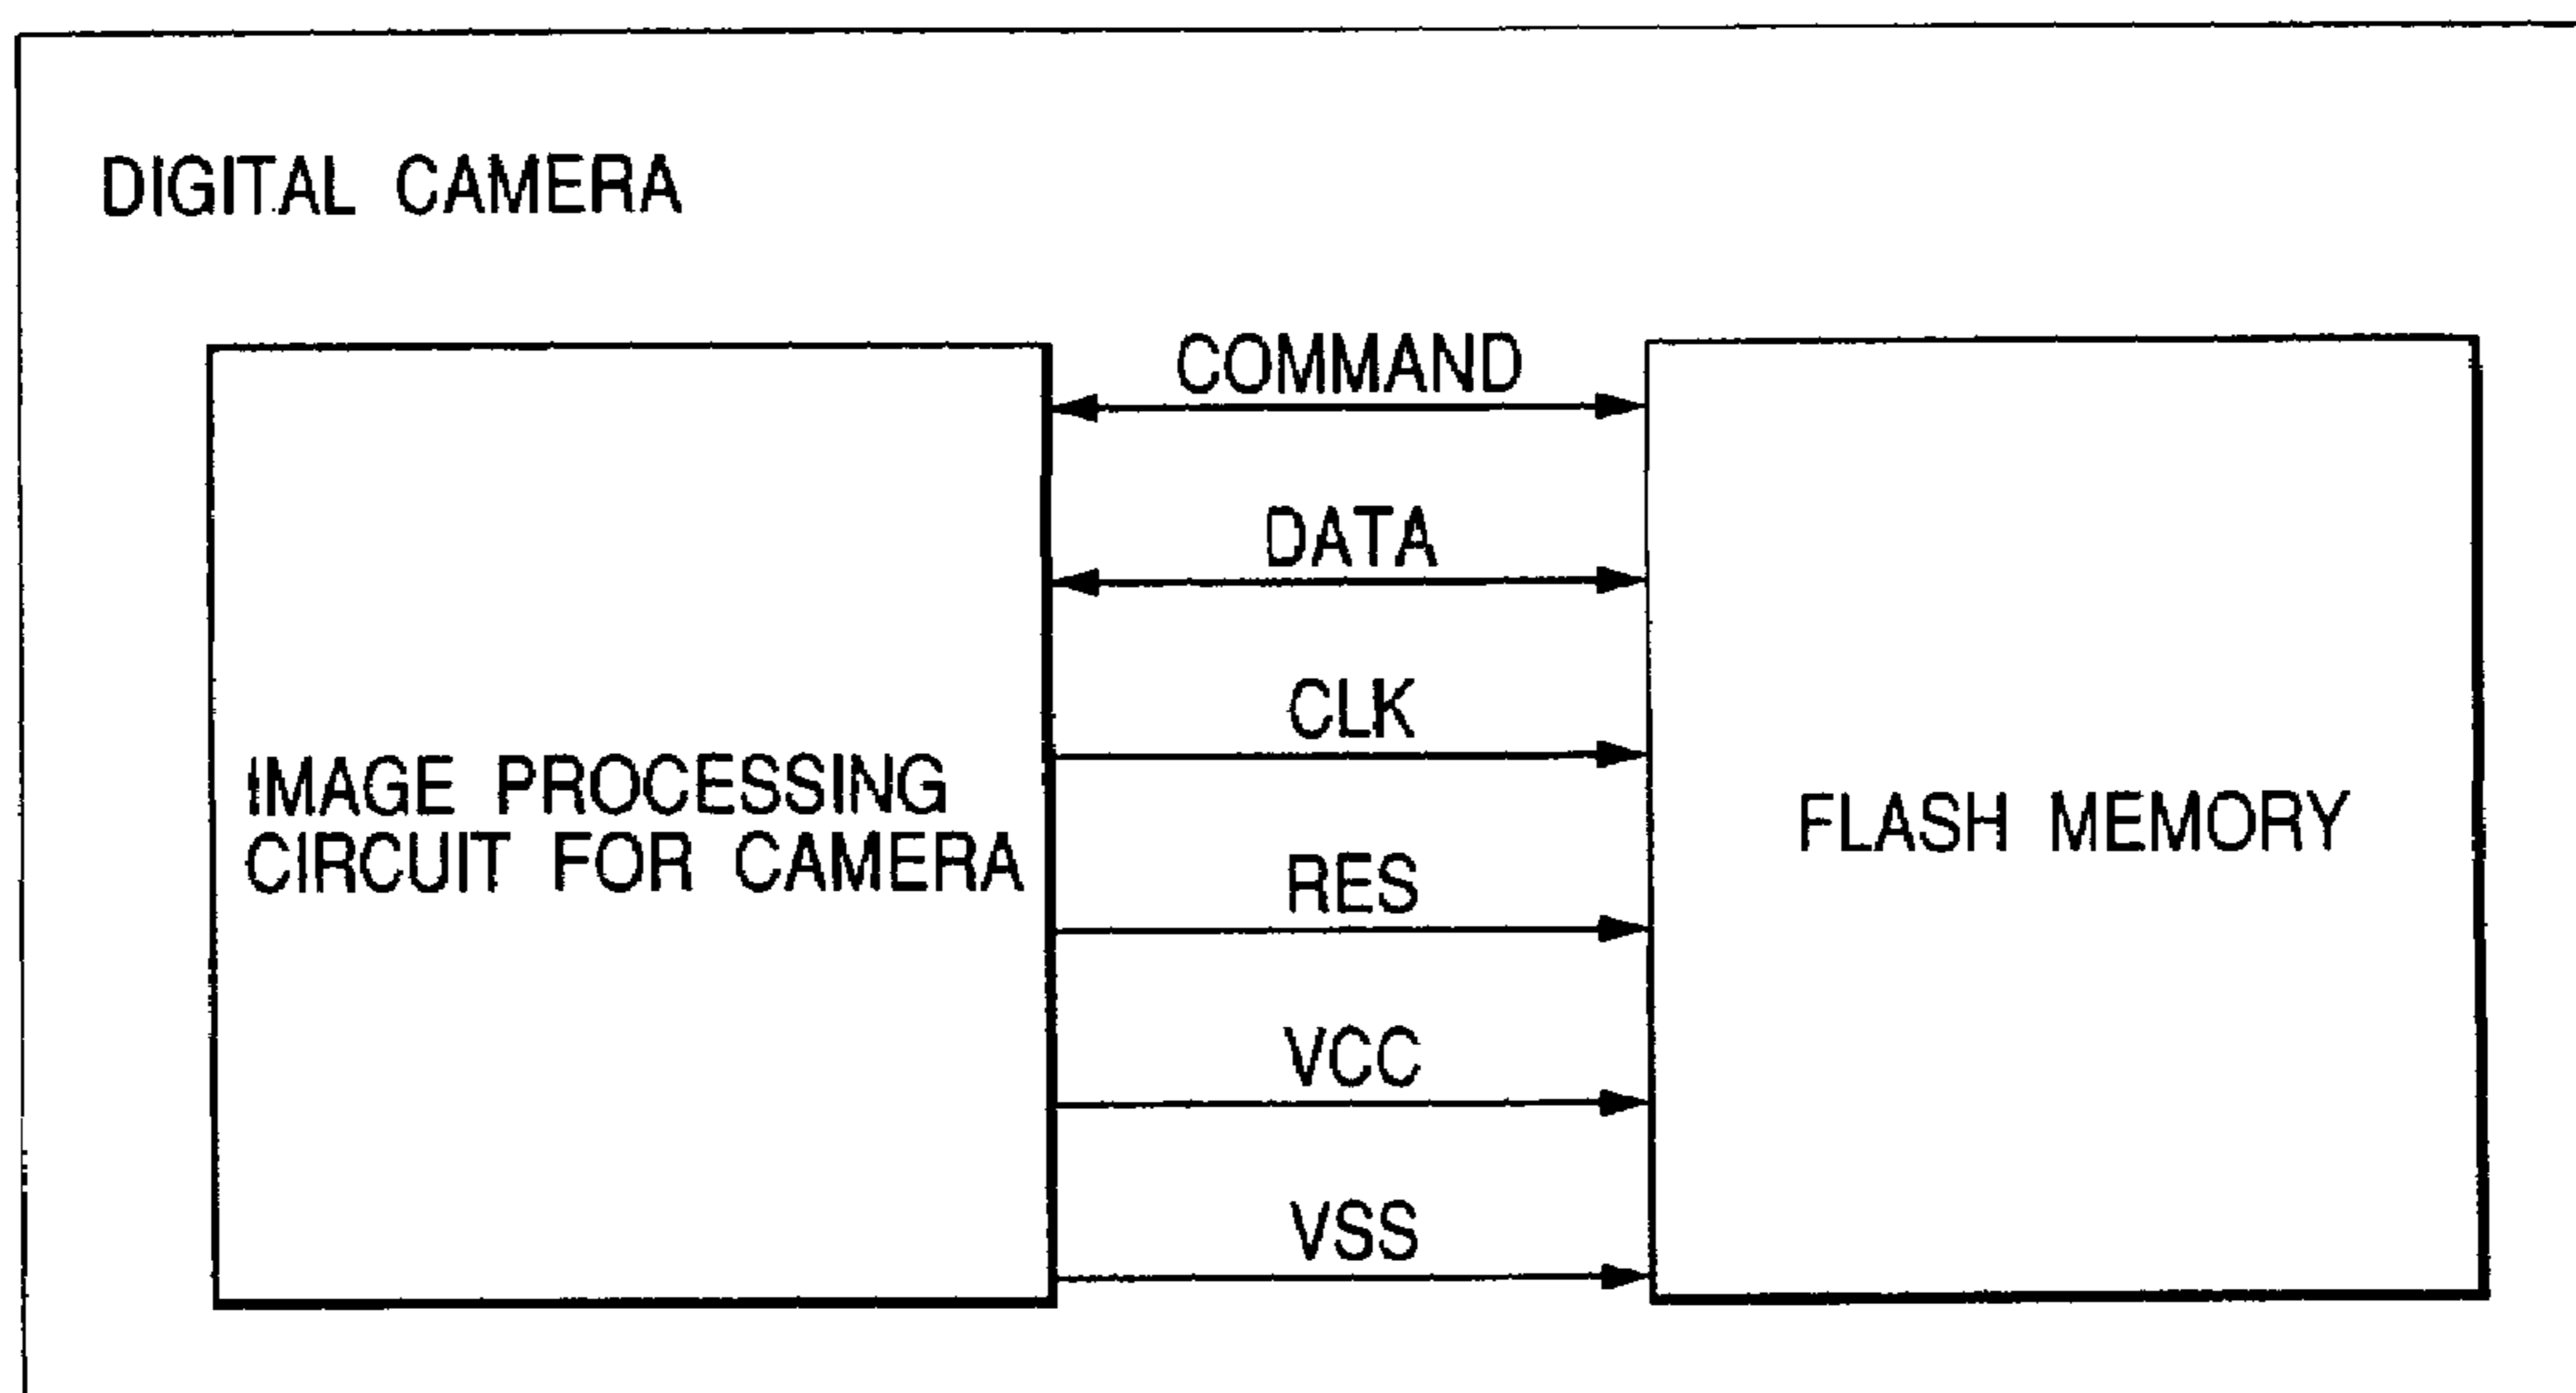 DIGITAL CAMERA
COMMAND
DATA
CLK
IMAGE PROCESSING
CIRCUIT FOR CAMERA
FLASH MEMORY
RES
VCC
VSS